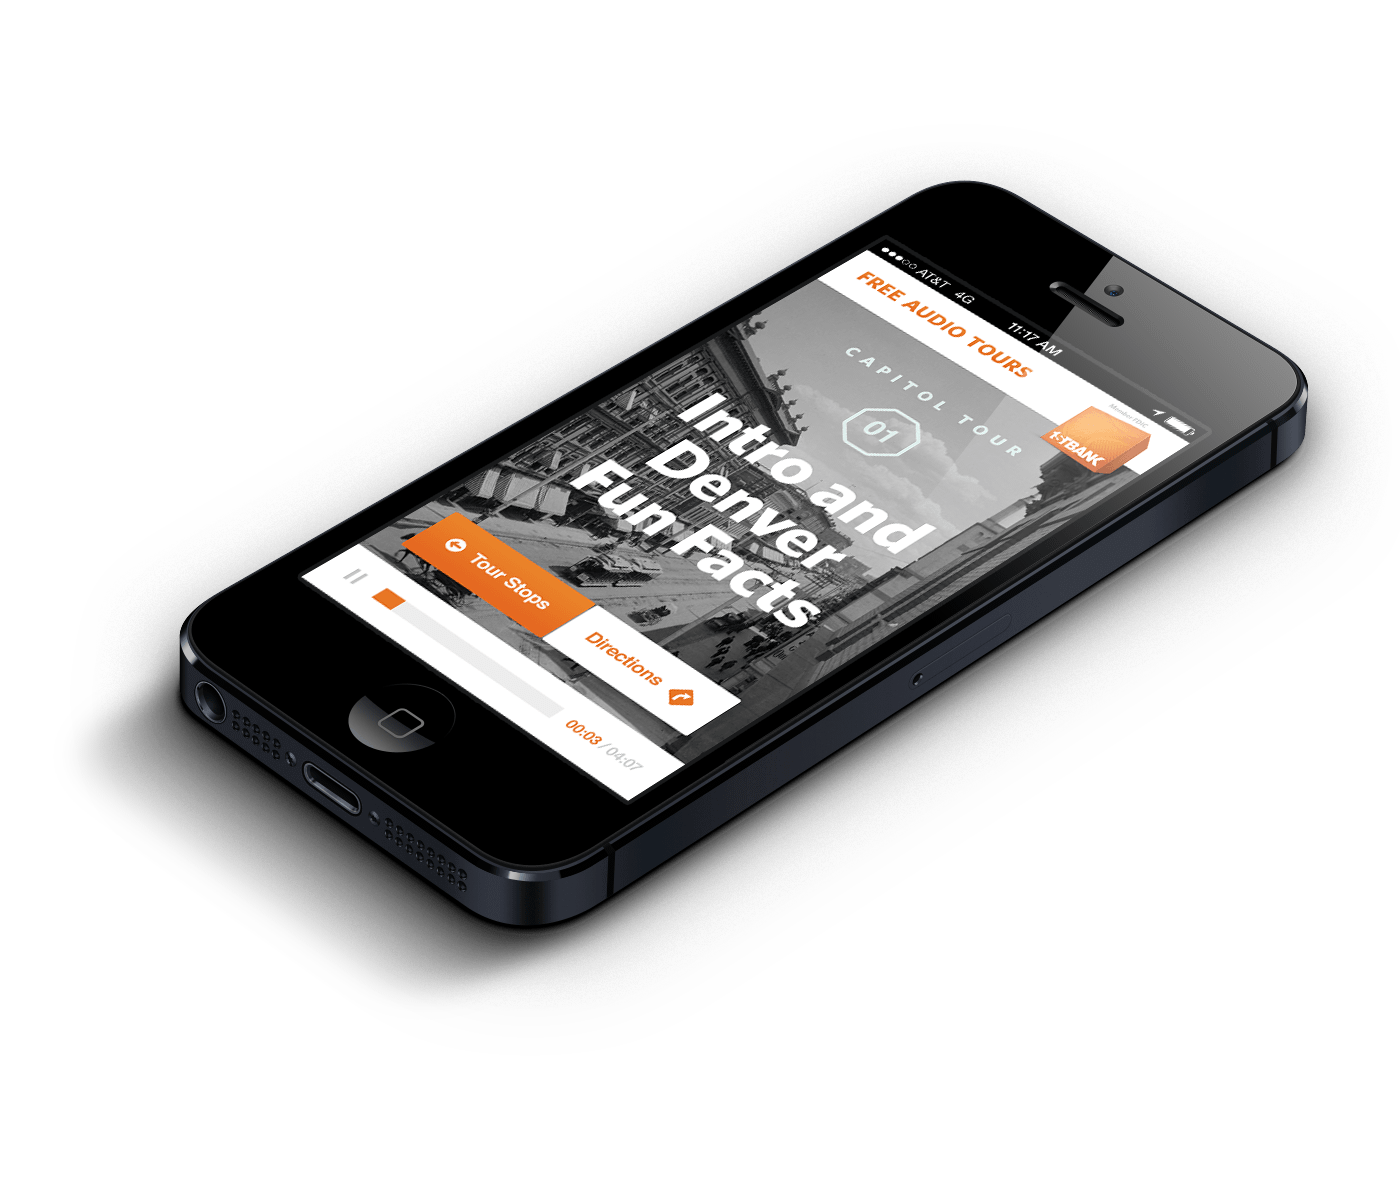 AT&T 4G
11:17 AM
FREE AUDIO TOURS
Member FDIC
1STBANK
CAPITOL TOUR
01
Intro and
Denver
Fun Facts
Tour Stops
Directions
00:03 / 04:07